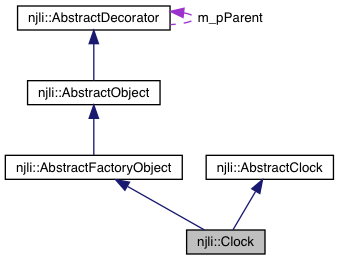 njli::AbstractDecorator
m_pParent
njli::AbstractObject
njli::AbstractFactoryObject
njli::AbstractClock
njli::Clock